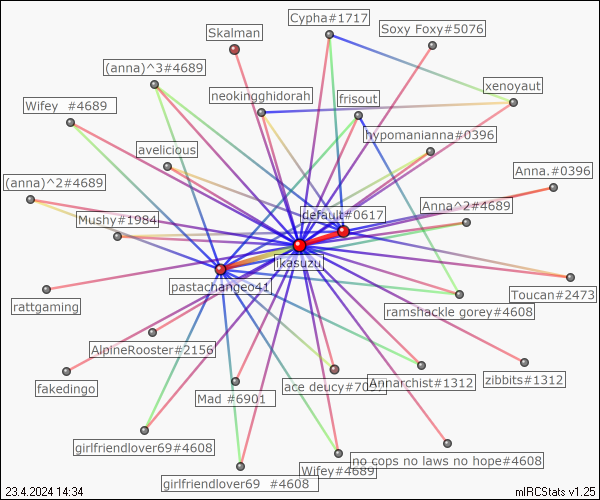 Cypha#1717
Soxy Foxy#5076
Skalman
(anna)^3#4689
xenoyaut
neokingghidorah
frisout
Wifey #4689
hypomanianna#0396
avelicious
Anna.#0396
(anna)^2#4689
Anna^2#4689
default#0617
Mushy#1984
ikasuzu
pastachangeo41
Toucan#2473
rattgaming
ramshackle gorey#4608
AlpineRooster#2156
fakedingo
ace deucy#
Annarchist#1312
zibbits#1312
Mad #6901
girlfriendlover69#4608
no cops no laws no hope#4608
Wifey#4689
girlfriendlover69 #4608
23.4.2024 14:34
mIRCStats v1.25